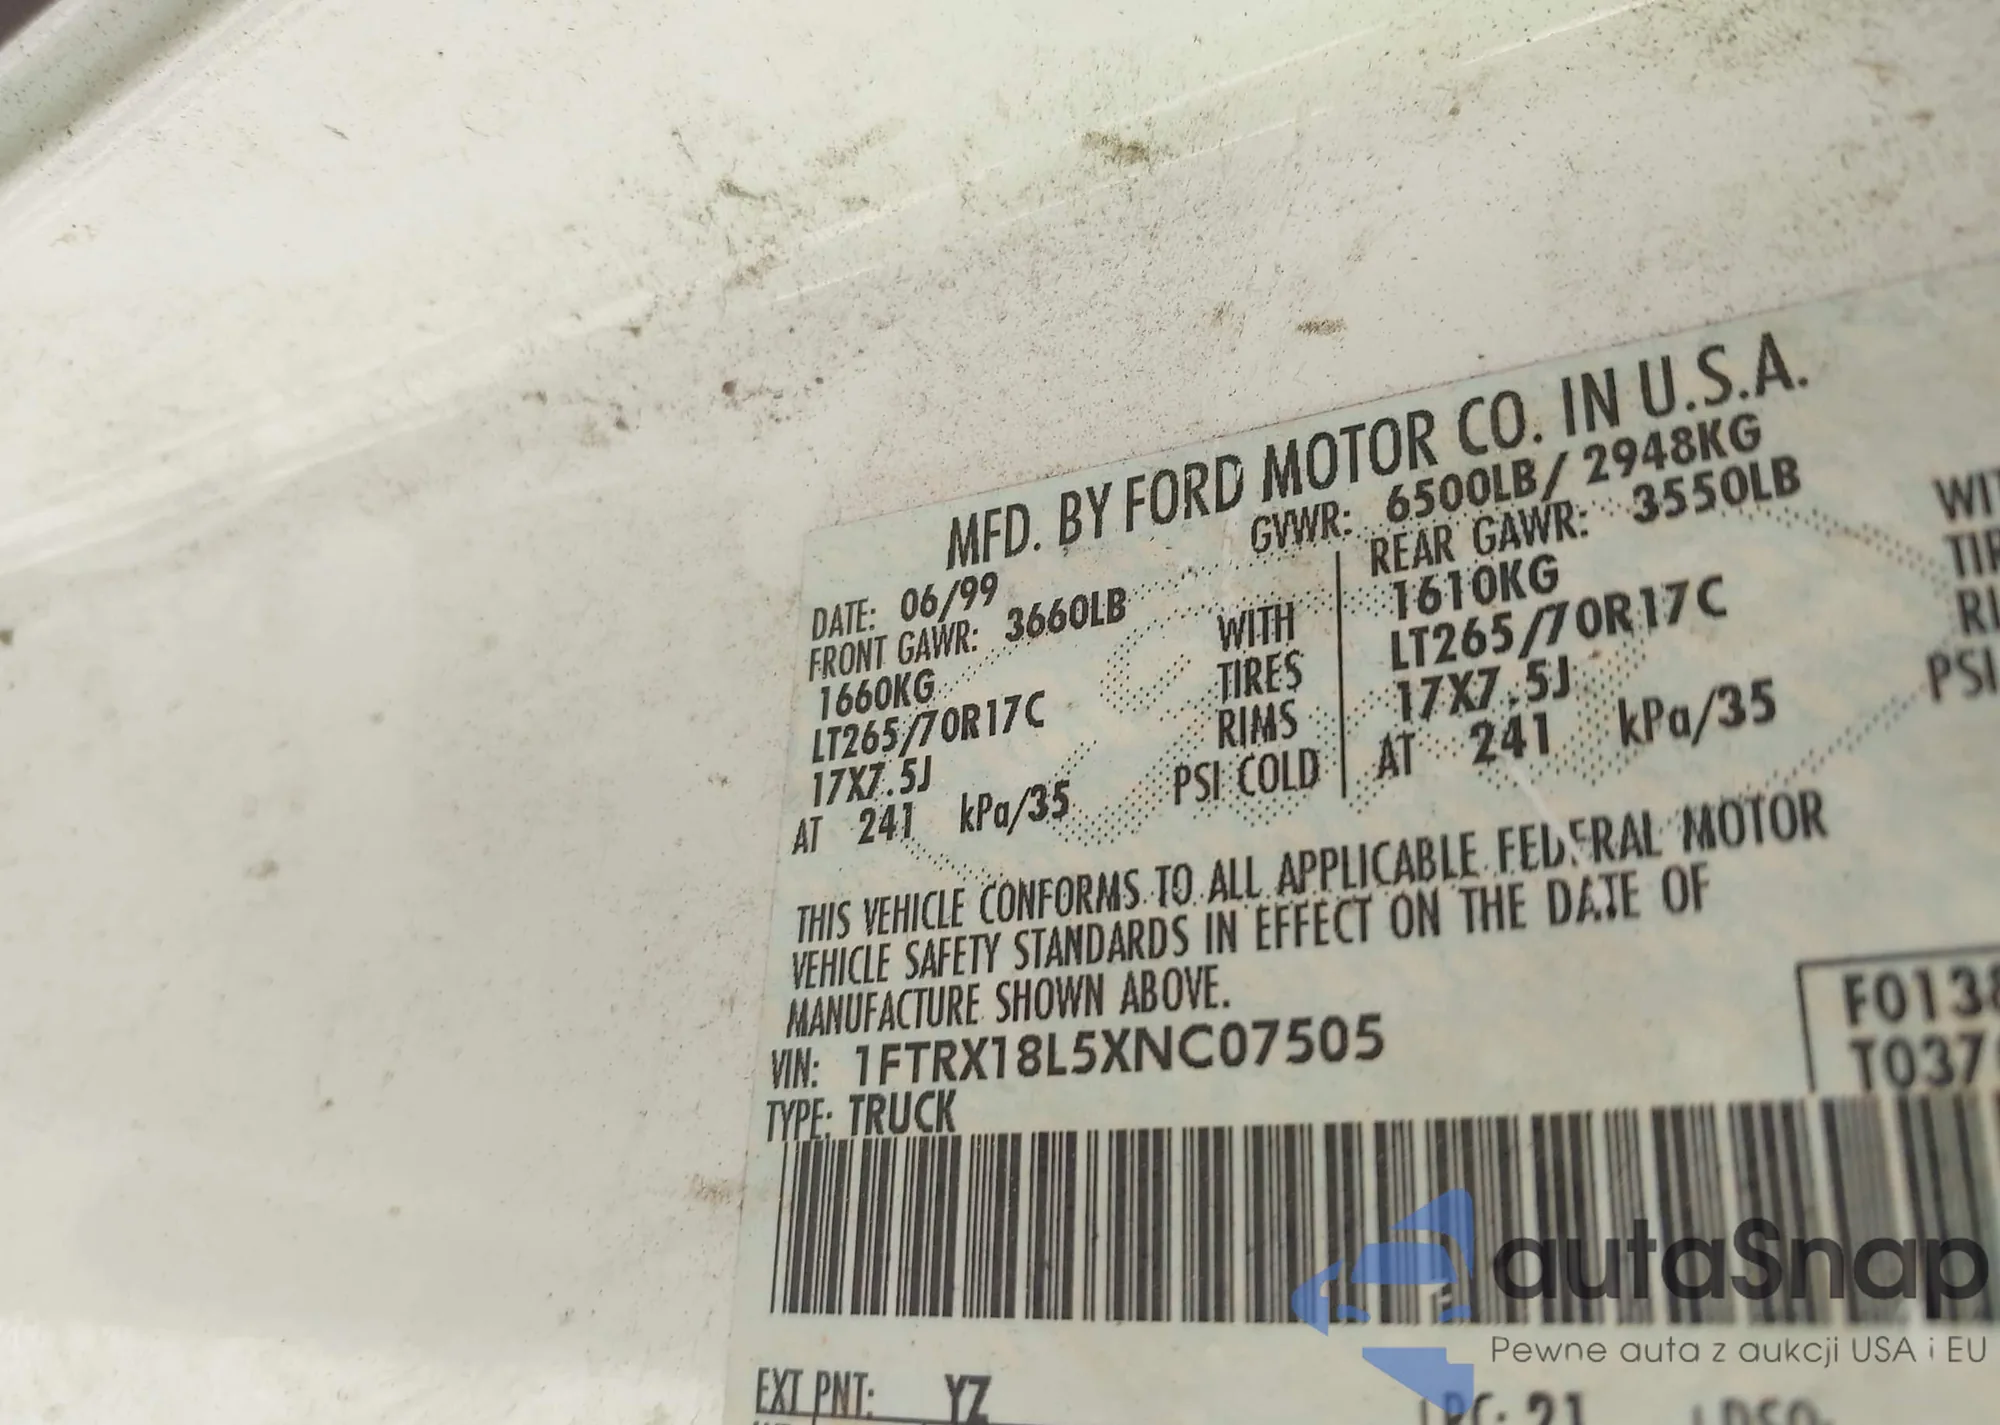 MFD. BY FORD MOTOR CO. IN U.S.A.
DATE: 06/99 GVWR: 6500LB/ 2948KG
FRONT GAWR: 3660LB REAR GAWR: 3550LB
1660KG WITH 1610KG
LT265/70R17C TIRES LT265/70R17C
17X7.5J RIMS 17X7.5J
AT 241 kPa/35 PSI COLD AT 241 kPa/35 PSI
THIS VEHICLE CONFORMS TO ALL APPLICABLE FEDERAL MOTOR
VEHICLE SAFETY STANDARDS IN EFFECT ON THE DATE OF
MANUFACTURE SHOWN ABOVE.
VIN: 1FTRX18L5XNC07505
TYPE: TRUCK
autaSnap
Pewne auta z aukcji USA i EU
EXT PNT: YZ